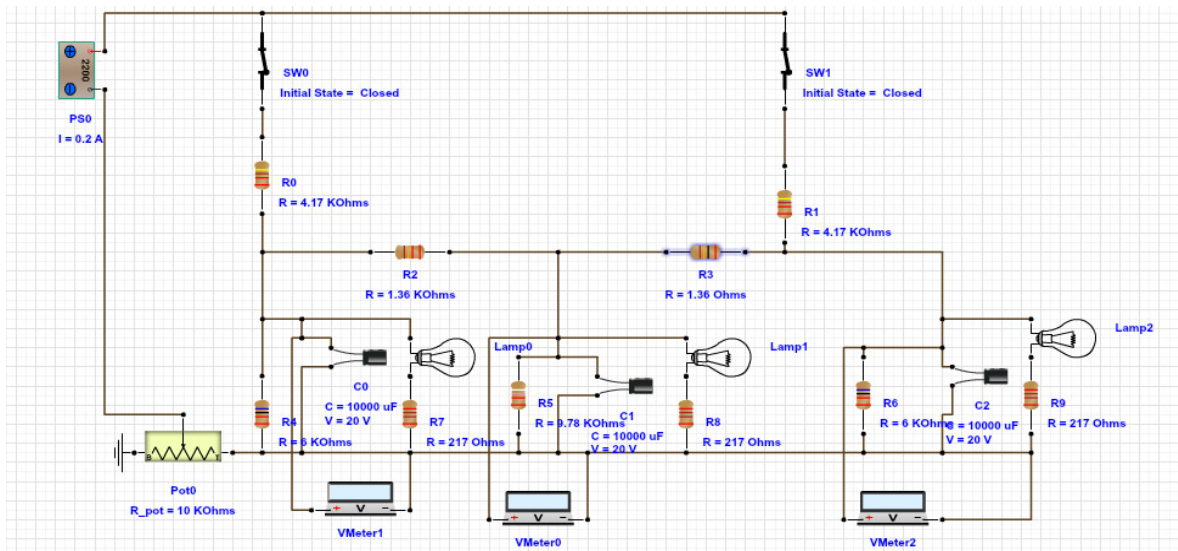 2200
PS0
I = 0.2 A
SW0
Initial State = Closed
SW1
Initial State = Closed
R0
R = 4.17 KOhms
R1
R = 4.17 KOhms
R2
R = 1.36 KOhms
R3
R = 1.36 Ohms
Lamp0
Lamp1
Lamp2
C0
C = 10000 uF
V = 20 V
R4
R = 6 KOhms
R7
R = 217 Ohms
R5
R = 9.78 KOhms
C1
C = 10000 uF
V = 20 V
R8
R = 217 Ohms
R6
R = 6 KOhms
C2
C = 10000 uF
V = 20 V
R9
R = 217 Ohms
Pot0
R_pot = 10 KOhms
+ V −
VMeter1
+ V −
VMeter0
+ V −
VMeter2